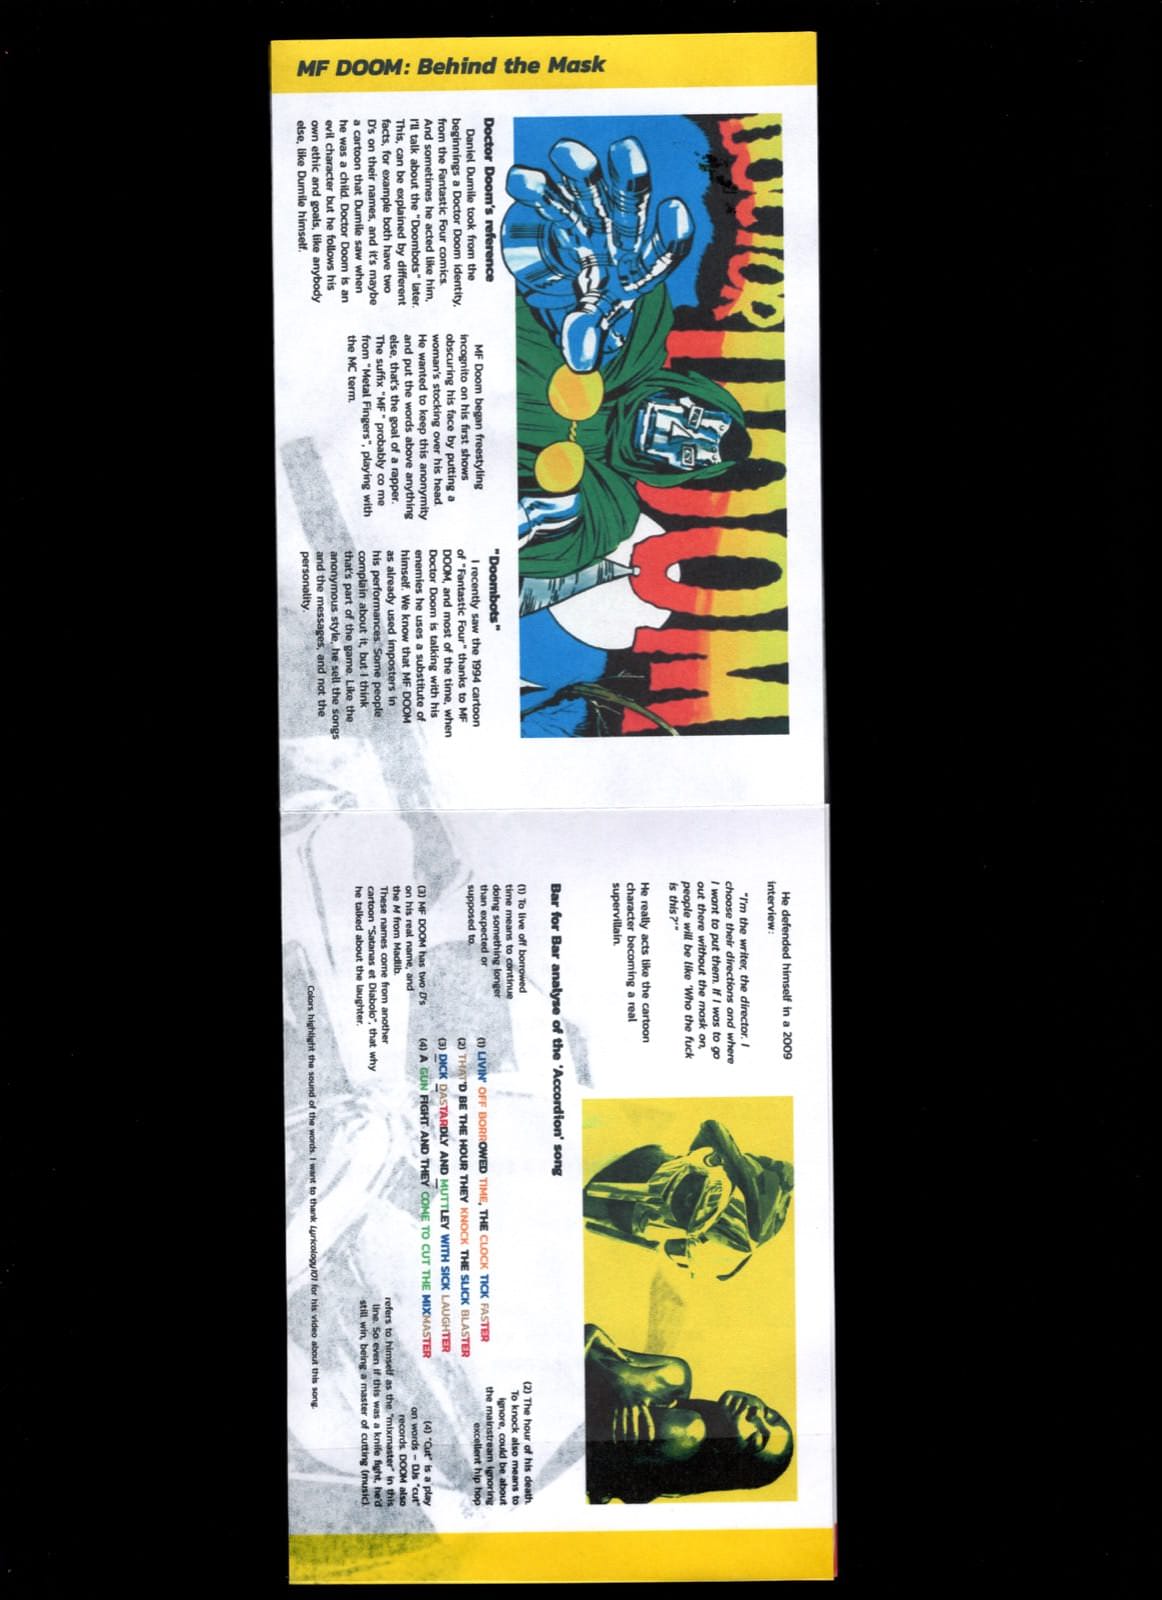 MF DOOM: Behind the Mask
DOCTOR DOOM
Doctor Doom's reference
Daniel Dumile took from the
beginnings a Doctor Doom identity,
from the Fantastic Four comics.
And sometimes he acted like him,
I'll talk about the "Doombots" later.
This, can be explained by different
facts, for example both have two
D's on their names, and it's maybe
a cartoon that Dumile saw when
he was a child. Doctor Doom is an
evil character but he follows his
own ethic and goals, like anybody
else, like Dumile himself.
MF Doom began freestyling
incognito on his first shows
obscuring his face by putting a
woman's stocking over his head.
He wanted to keep this anonymity
and put the words above anything
else, that's the goal of a rapper.
The suffix "MF" probably co me
from "Metal Fingers", playing with
the MC term.
"Doombots"
I recently saw the 1994 cartoon
of "Fantastic Four" thanks to MF
DOOM, and most of the time, when
Doctor Doom is talking with his
enemies he uses a substitute of
himself. We know that MF DOOM
as already used imposters in
his performances. Some people
complain about it, but I think
that's part of the game. Like the
anonymous style, he sell the songs
and the messages, and not the
personality.
He defended himself in a 2009
interview:
"I'm the writer, the director. I
choose their directions and where
I want to put them. If I was to go
out there without the mask on,
people will be like 'Who the fuck
is this?'"
He really acts like the cartoon
character becoming a real
supervillain.
Bar for Bar analyse of the 'Accordion' song
(1) To live off borrowed
time means to continue
doing something longer
than expected or
supposed to.
(3) MF DOOM has two D's
on his real name, and
the M from Madlib.
These names come from another
cartoon "Satanas et Diabolo", that why
he talked about the laughter.
(1) LIVIN' OFF BORROWED TIME, THE CLOCK TICK FASTER
(2) THAT'D BE THE HOUR THEY KNOCK THE SLICK BLASTER
(3) DICK DASTARDLY AND MUTTLEY WITH SICK LAUGHTER
(4) A GUN FIGHT AND THEY COME TO CUT THE MIXMASTER
(2) The hour of his death.
To knock also means to
ignore, could be about
the mainstream ignoring
excellent hip hop
(4) "Cut" is a play
on words – DJs "cut"
records. DOOM also
refers to himself as the "mixmaster" in this
line. So even if this was a knife fight, he'd
still win, being a master of cutting (music).
Colors highlight the sound of the words. I want to thank Lyricology101 for his video about this song.